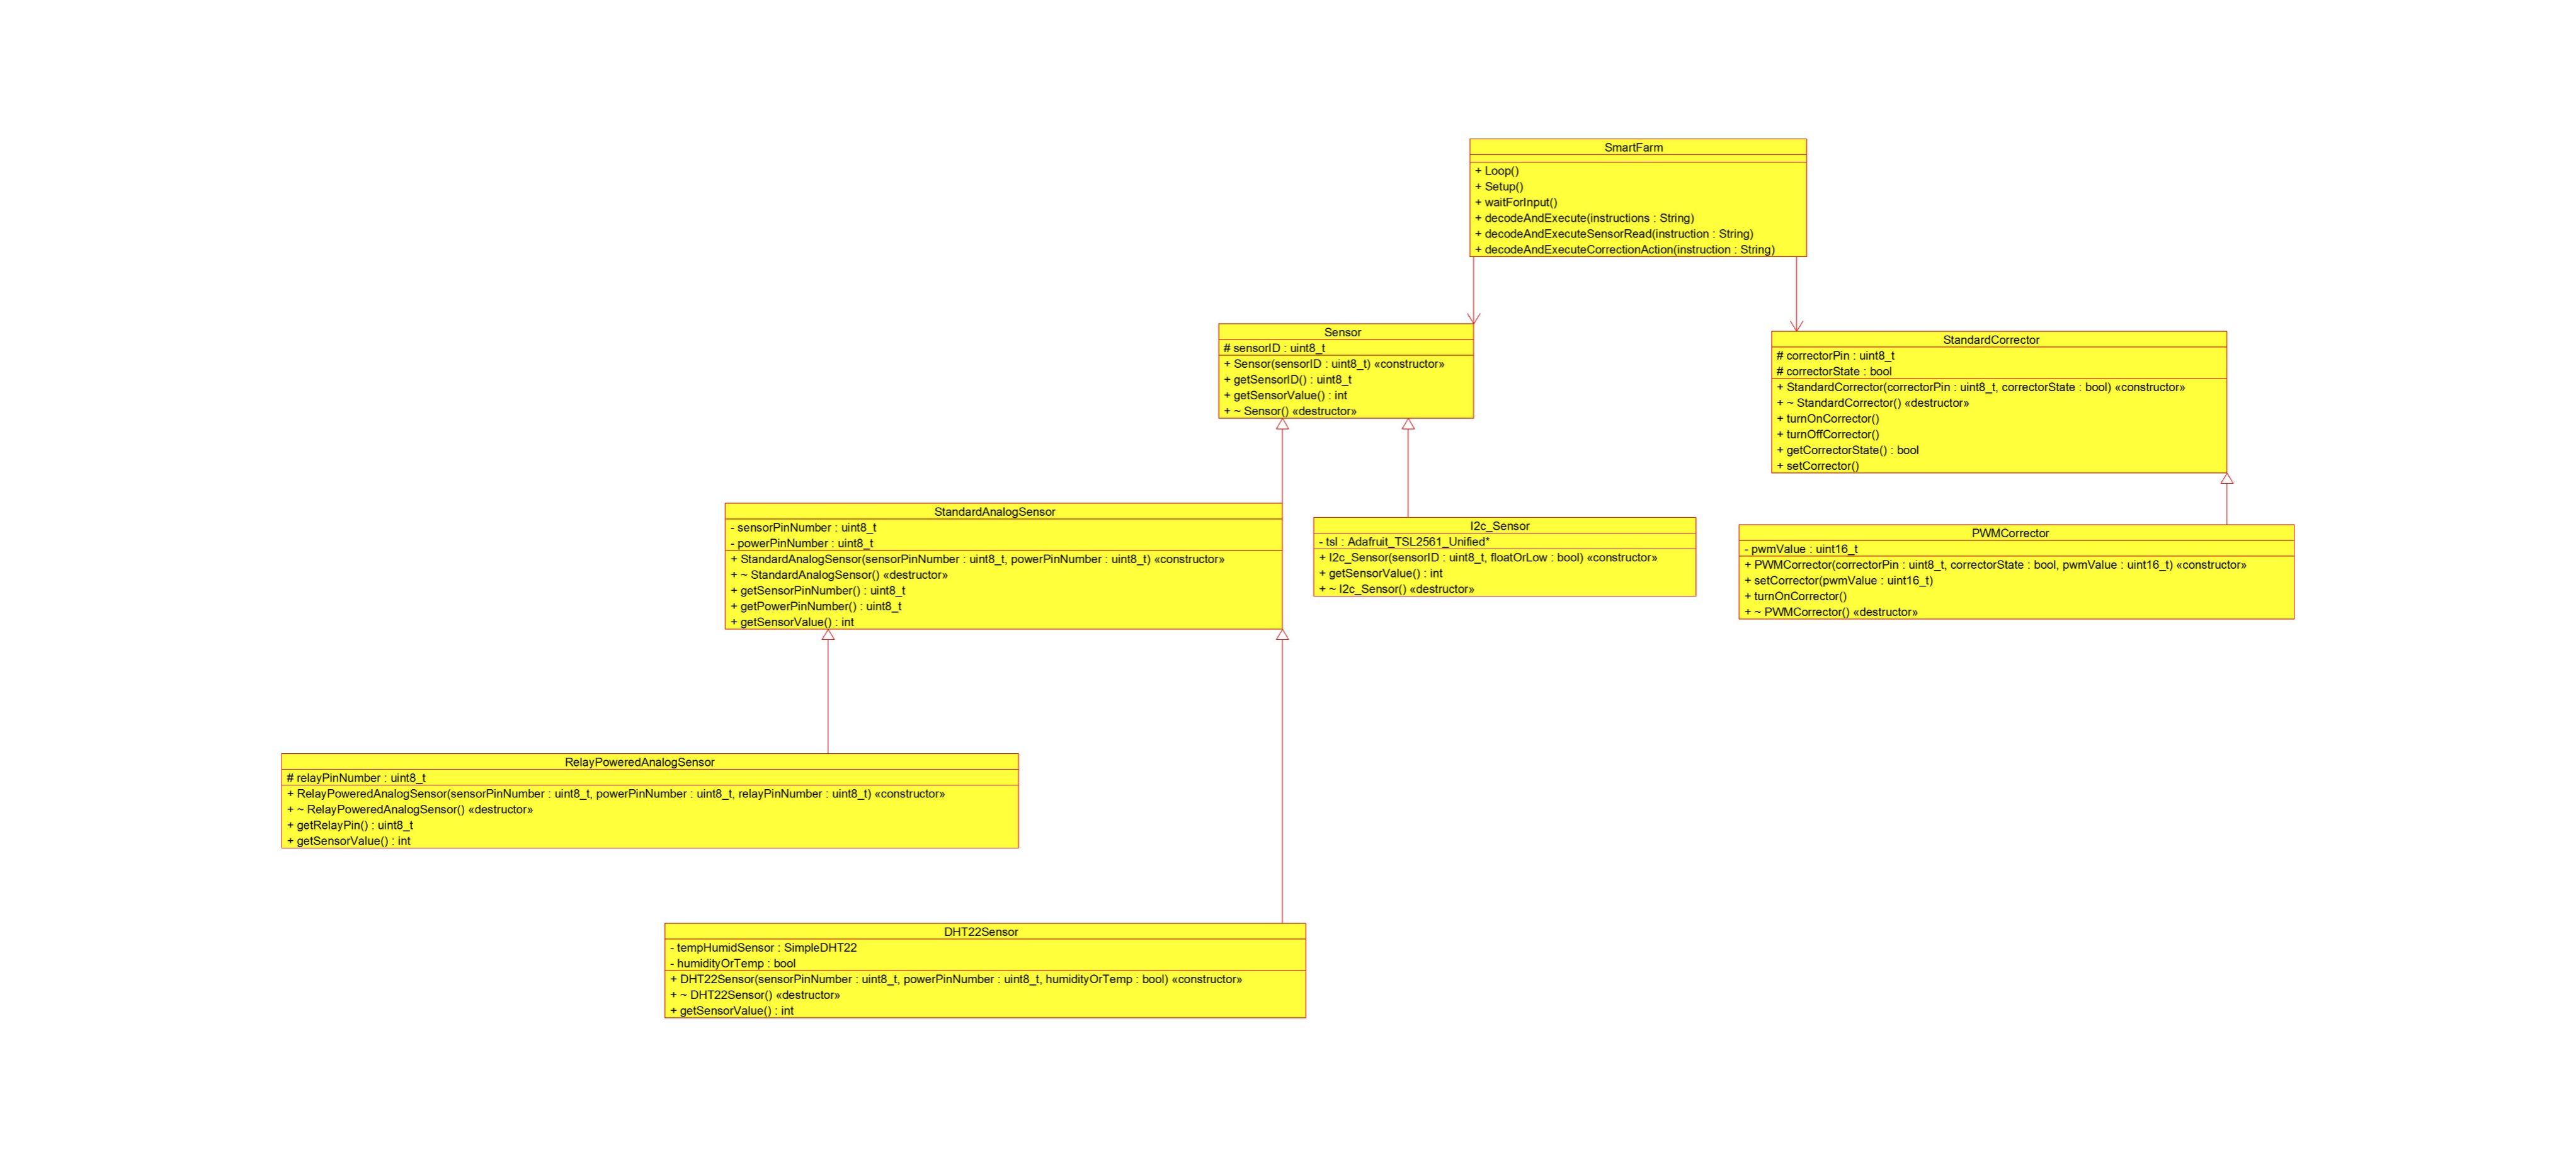 SmartFarm
+ Loop()
+ Setup()
+ waitForInput()
+ decodeAndExecute(instructions : String)
+ decodeAndExecuteSensorRead(instruction : String)
+ decodeAndExecuteCorrectionAction(instruction : String)
Sensor
# sensorID : uint8_t
+ Sensor(sensorID : uint8_t) «constructor»
+ getSensorID() : uint8_t
+ getSensorValue() : int
+ ~ Sensor() «destructor»
StandardCorrector
# correctorPin : uint8_t
# correctorState : bool
+ StandardCorrector(correctorPin : uint8_t, correctorState : bool) «constructor»
+ ~ StandardCorrector() «destructor»
+ turnOnCorrector()
+ turnOffCorrector()
+ getCorrectorState() : bool
+ setCorrector()
StandardAnalogSensor
- sensorPinNumber : uint8_t
- powerPinNumber : uint8_t
+ StandardAnalogSensor(sensorPinNumber : uint8_t, powerPinNumber : uint8_t) «constructor»
+ ~ StandardAnalogSensor() «destructor»
+ getSensorPinNumber() : uint8_t
+ getPowerPinNumber() : uint8_t
+ getSensorValue() : int
I2c_Sensor
- tsl : Adafruit_TSL2561_Unified*
+ I2c_Sensor(sensorID : uint8_t, floatOrLow : bool) «constructor»
+ getSensorValue() : int
+ ~ I2c_Sensor() «destructor»
PWMCorrector
- pwmValue : uint16_t
+ PWMCorrector(correctorPin : uint8_t, correctorState : bool, pwmValue : uint16_t) «constructor»
+ setCorrector(pwmValue : uint16_t)
+ turnOnCorrector()
+ ~ PWMCorrector() «destructor»
RelayPoweredAnalogSensor
# relayPinNumber : uint8_t
+ RelayPoweredAnalogSensor(sensorPinNumber : uint8_t, powerPinNumber : uint8_t, relayPinNumber : uint8_t) «constructor»
+ ~ RelayPoweredAnalogSensor() «destructor»
+ getRelayPin() : uint8_t
+ getSensorValue() : int
DHT22Sensor
- tempHumidSensor : SimpleDHT22
- humidityOrTemp : bool
+ DHT22Sensor(sensorPinNumber : uint8_t, powerPinNumber : uint8_t, humidityOrTemp : bool) «constructor»
+ ~ DHT22Sensor() «destructor»
+ getSensorValue() : int